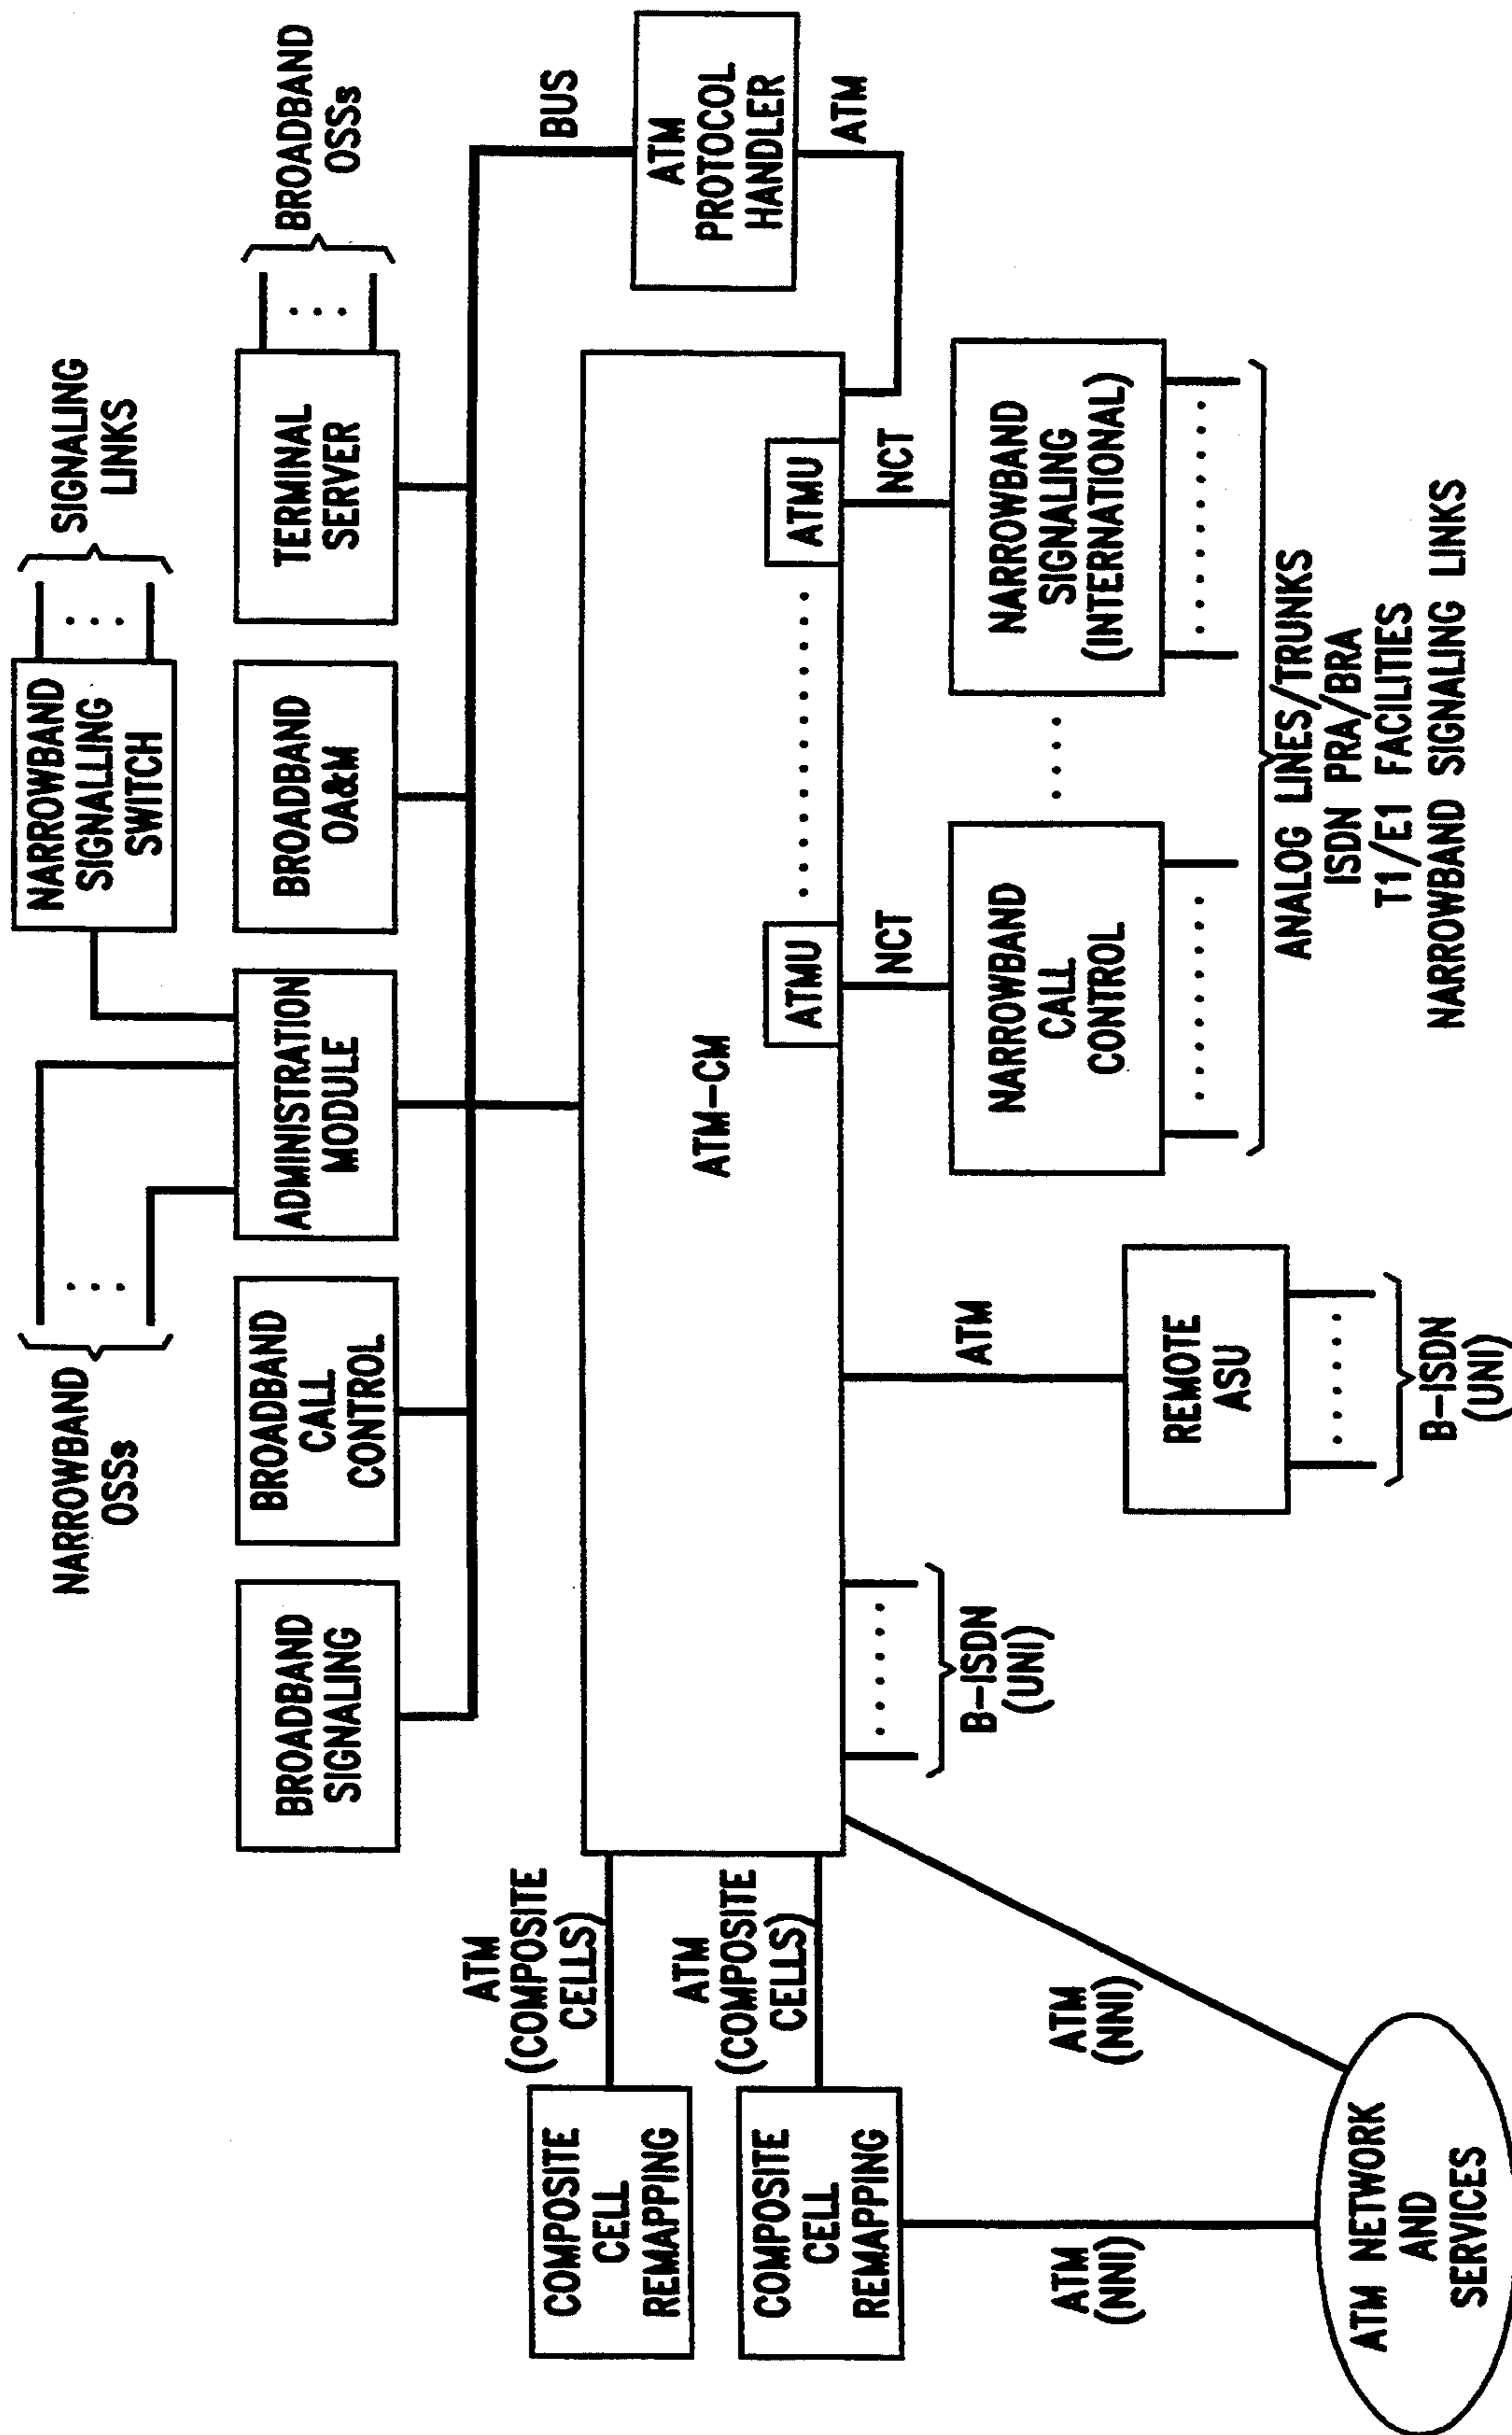 NARROWBAND
OSSs
NARROWBAND
SIGNALLING
SWITCH
SIGNALING
LINKS
BROADBAND
SIGNALING
BROADBAND
CALL
CONTROL
ADMINISTRATION
MODULE
BROADBAND
OA&M
TERMINAL
SERVER
BROADBAND
OSSs
BUS
ATM
PROTOCOL
HANDLER
ATM
ATM
(COMPOSITE
CELLS)
ATM
(COMPOSITE
CELLS)
COMPOSITE
CELL
REMAPPING
COMPOSITE
CELL
REMAPPING
ATM-CM
ATMU
ATMU
NCT
NCT
B-ISDN
(UNI)
ATM
REMOTE
ASU
B-ISDN
(UNI)
NARROWBAND
CALL
CONTROL
NARROWBAND
SIGNALING
(INTERNATIONAL)
ANALOG LINES/TRUNKS
ISDN PRA/BRA
T1/E1 FACILITIES
NARROWBAND SIGNALING LINKS
ATM
(NNI)
ATM
(NNI)
ATM NETWORK
AND
SERVICES